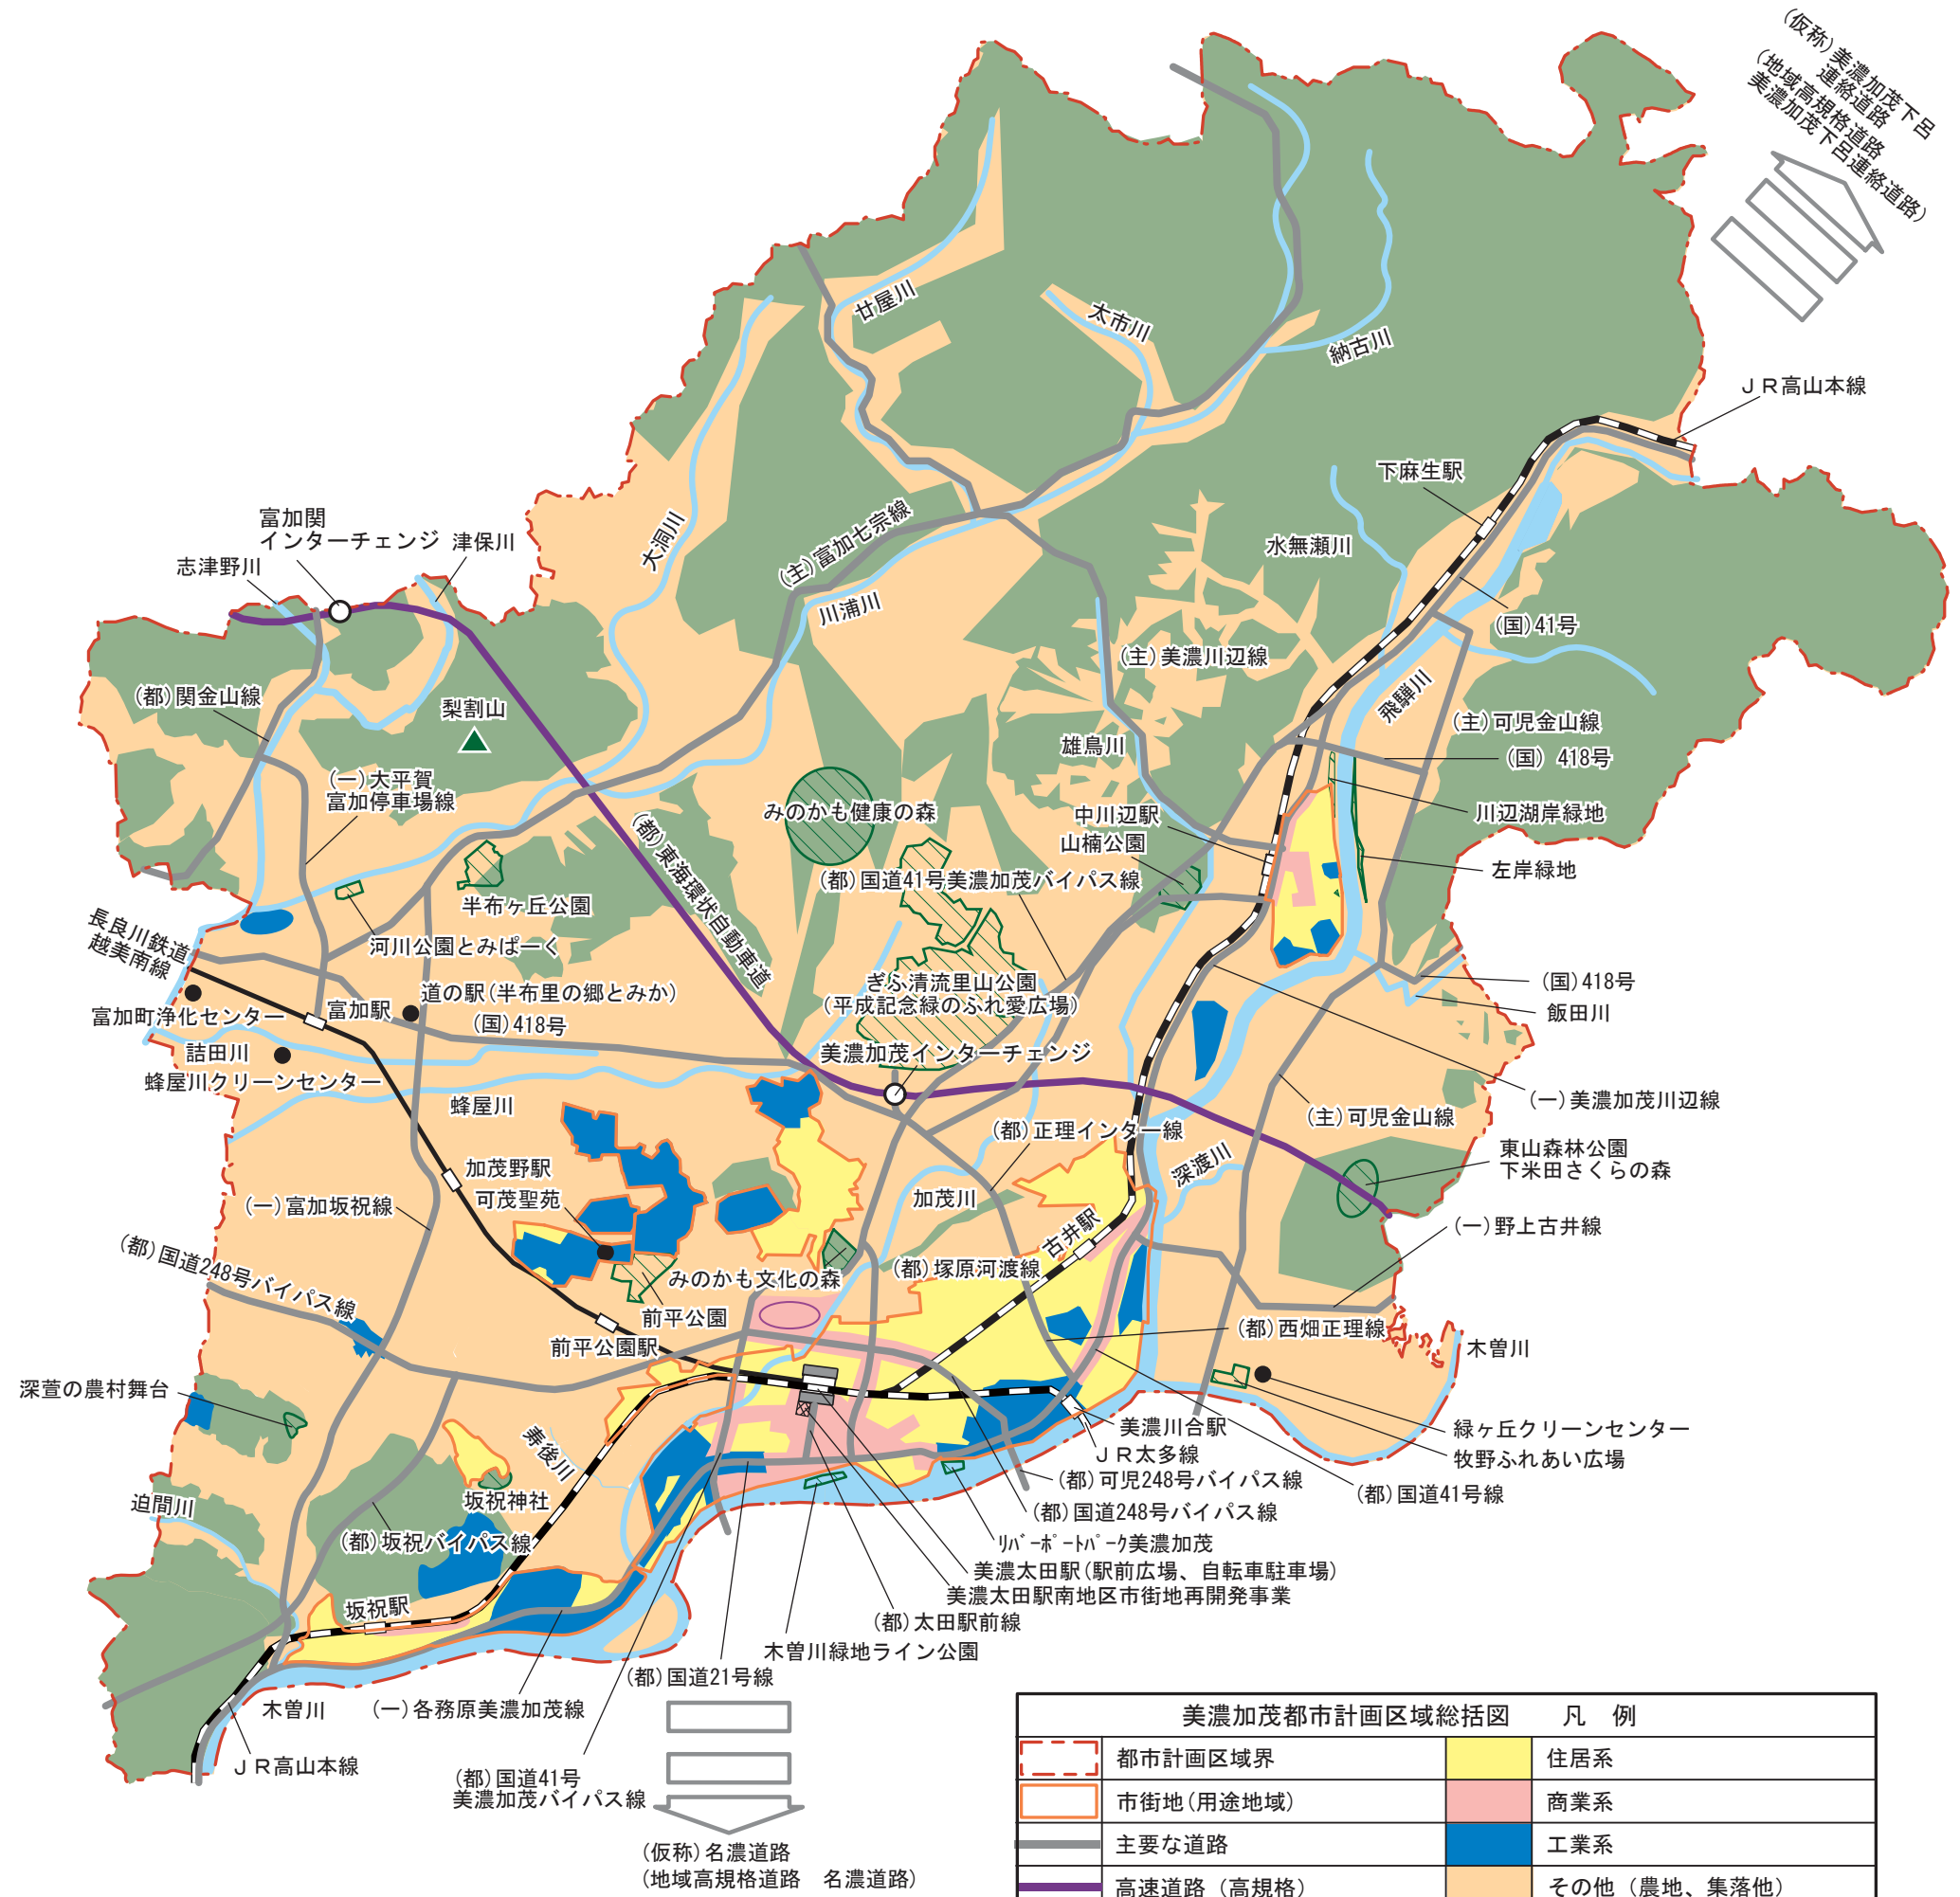 (仮称)美濃加茂下呂
連絡道路
(地域高規格道路
美濃加茂下呂連絡道路)
廿屋川
太市川
納古川
ＪＲ高山本線
下麻生駅
富加関
インターチェンジ
津保川
志津野川
大洞川
(主)富加七宗線
川浦川
水無瀬川
(国)41号
(主)美濃川辺線
飛騨川
(都)関金山線
梨割山
雄鳥川
(主)可児金山線
(国) 418号
(一)大平賀
富加停車場線
みのかも健康の森
中川辺駅
川辺湖岸緑地
山楠公園
(都)東海環状自動車道
(都)国道41号美濃加茂バイパス線
左岸緑地
半布ヶ丘公園
長良川鉄道
越美南線
河川公園とみぱーく
ぎふ清流里山公園
(平成記念緑のふれ愛広場)
(国)418号
飯田川
道の駅(半布里の郷とみか)
富加駅
富加町浄化センター
(国)418号
詰田川
美濃加茂インターチェンジ
蜂屋川クリーンセンター
蜂屋川
(一)美濃加茂川辺線
(主)可児金山線
(都)正理インター線
東山森林公園
下米田さくらの森
深渡川
加茂野駅
可茂聖苑
加茂川
(一)富加坂祝線
古井駅
(一)野上古井線
(都)国道248号バイパス線
みのかも文化の森
(都)塚原河渡線
前平公園
前平公園駅
(都)西畑正理線
木曽川
深萱の農村舞台
美濃川合駅
緑ヶ丘クリーンセンター
ＪＲ太多線
牧野ふれあい広場
寿後川
坂祝神社
(都)可児248号バイパス線
(都)国道41号線
迫間川
(都)国道248号バイパス線
(都)坂祝バイパス線
ﾘﾊﾞｰﾎﾟｰﾄﾊﾟｰｸ美濃加茂
美濃太田駅(駅前広場、自転車駐車場)
美濃太田駅南地区市街地再開発事業
坂祝駅
(都)太田駅前線
木曽川緑地ライン公園
(都)国道21号線
木曽川
(一)各務原美濃加茂線
ＪＲ高山本線
(都)国道41号
美濃加茂バイパス線
(仮称)名濃道路
(地域高規格道路　名濃道路)
美濃加茂都市計画区域総括図　　凡　例
都市計画区域界
住居系
市街地(用途地域)
商業系
主要な道路
工業系
高速道路（高規格）
その他（農地、集落他）